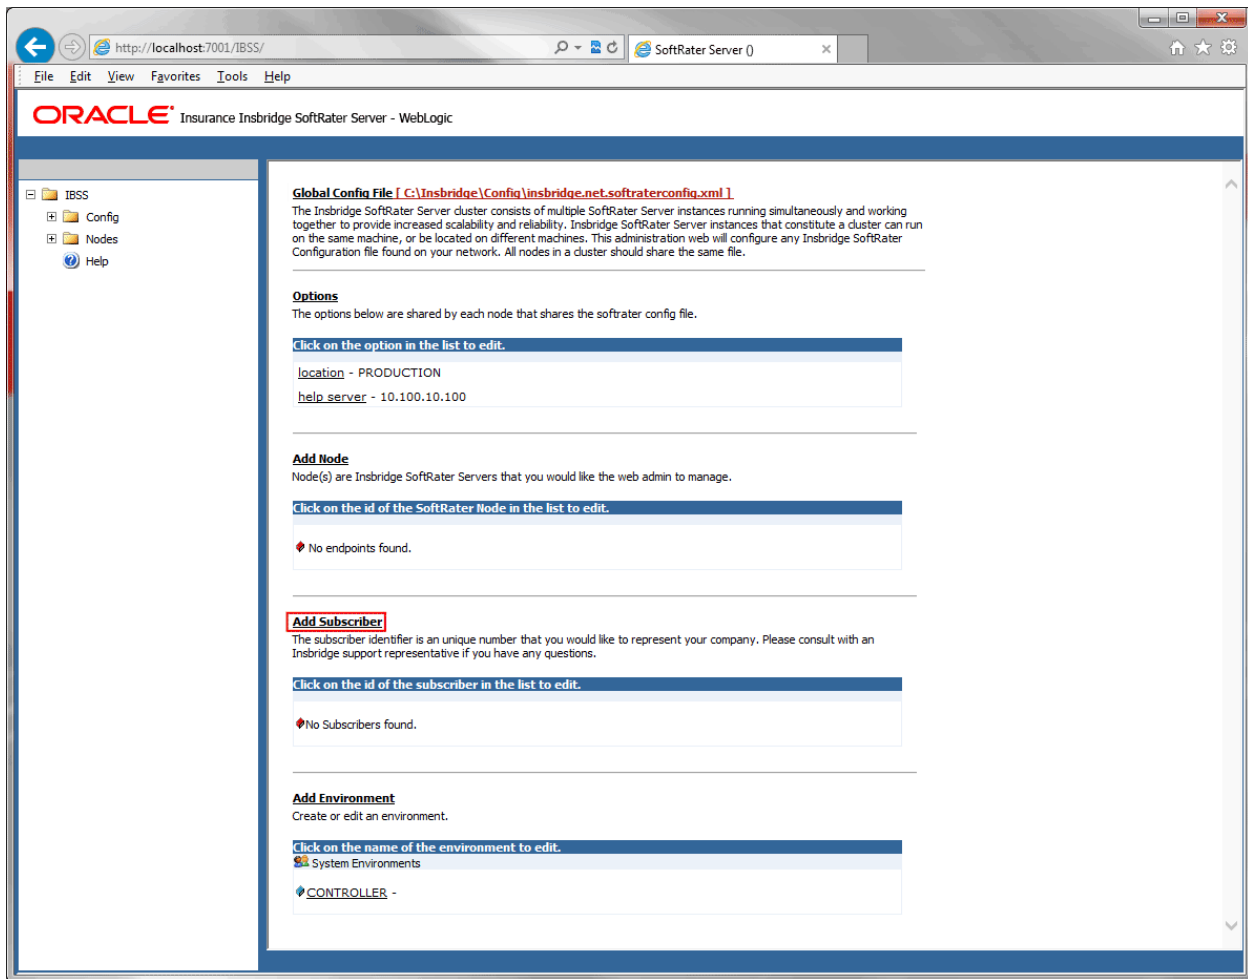 http://localhost:7001/IBSS/
SoftRater Server ()
File Edit View Favorites Tools Help
ORACLE Insurance Insbridge SoftRater Server - WebLogic
IBSS
Config
Nodes
Help
Global Config File [ C:\Insbridge\Config\insbridge.net.softraterconfig.xml ]
The Insbridge SoftRater Server cluster consists of multiple SoftRater Server instances running simultaneously and working
together to provide increased scalability and reliability. Insbridge SoftRater Server instances that constitute a cluster can run
on the same machine, or be located on different machines. This administration web will configure any Insbridge SoftRater
Configuration file found on your network. All nodes in a cluster should share the same file.
Options
The options below are shared by each node that shares the softrater config file.
Click on the option in the list to edit.
location - PRODUCTION
help server - 10.100.10.100
Add Node
Node(s) are Insbridge SoftRater Servers that you would like the web admin to manage.
Click on the id of the SoftRater Node in the list to edit.
No endpoints found.
Add Subscriber
The subscriber identifier is an unique number that you would like to represent your company. Please consult with an
Insbridge support representative if you have any questions.
Click on the id of the subscriber in the list to edit.
No Subscribers found.
Add Environment
Create or edit an environment.
Click on the name of the environment to edit.
System Environments
CONTROLLER -